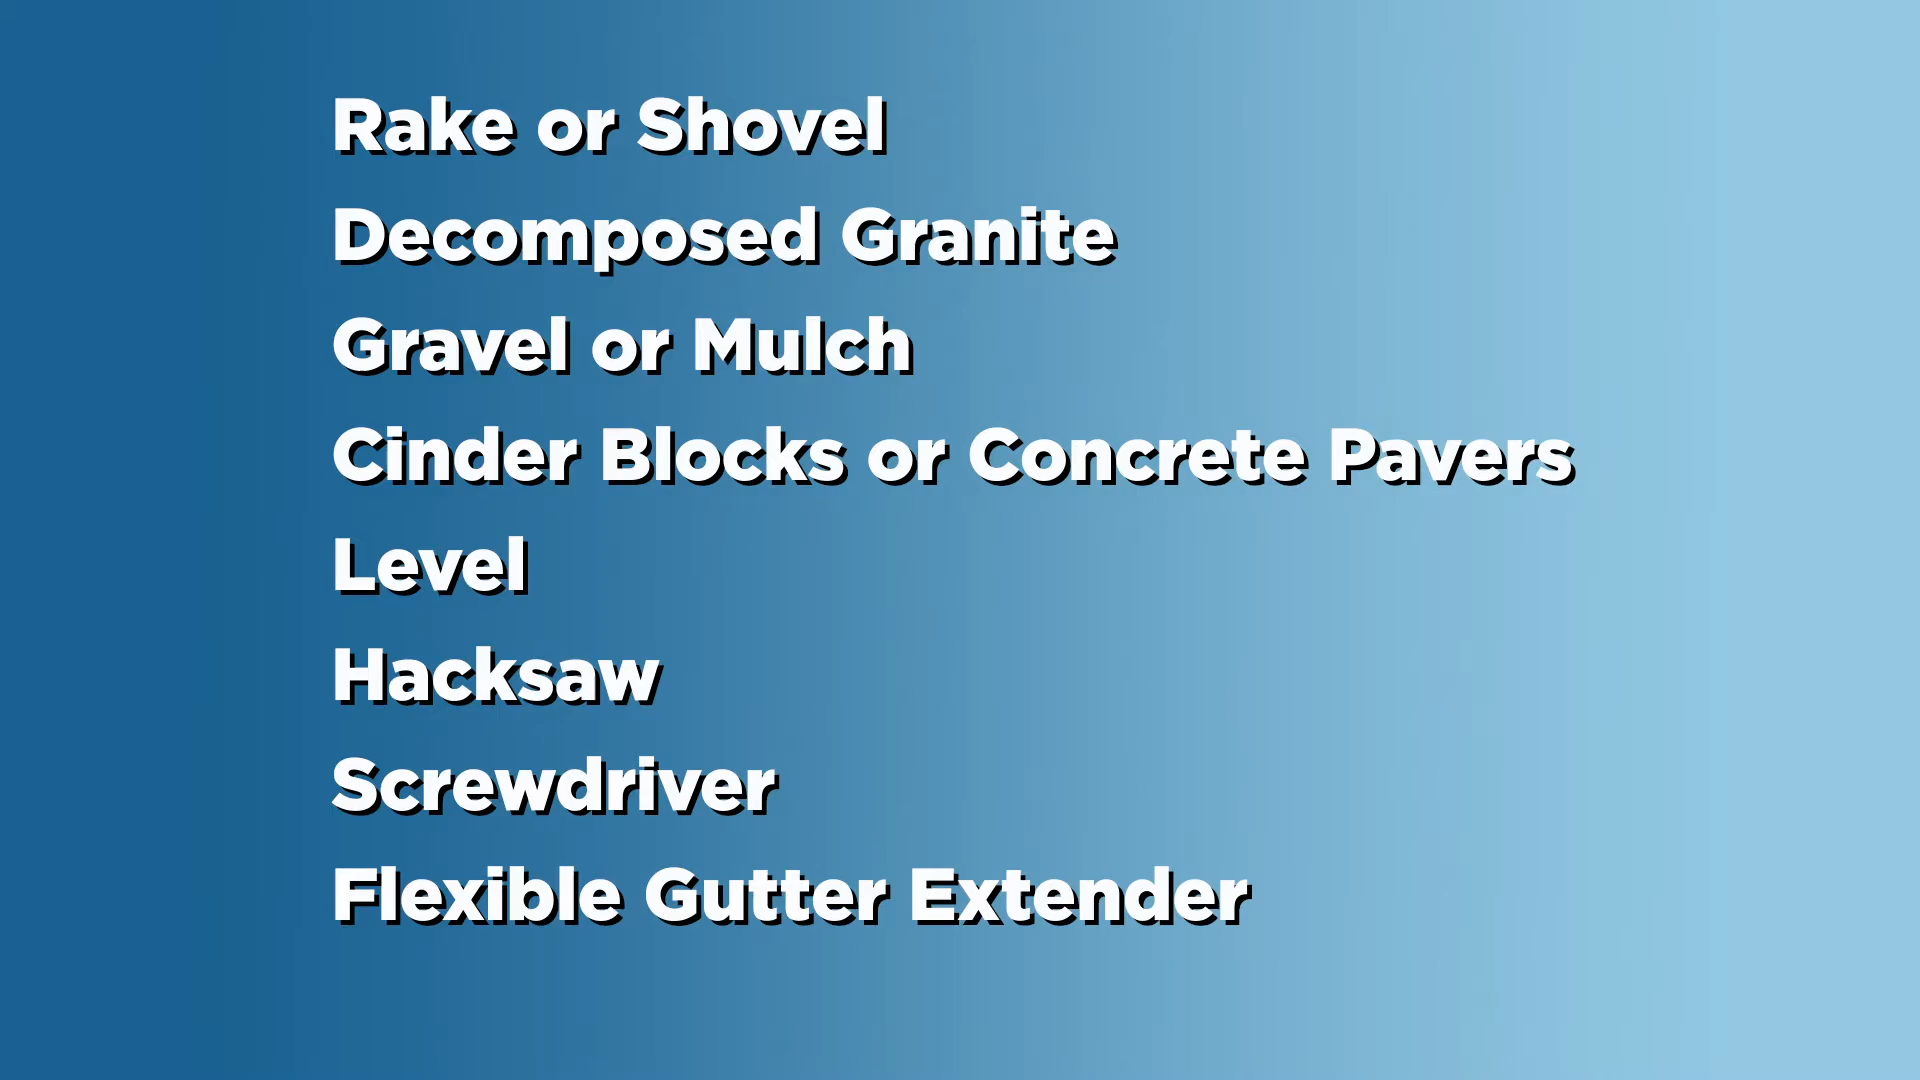 Rake or Shovel
Decomposed Granite
Gravel or Mulch
Cinder Blocks or Concrete Pavers
Level
Hacksaw
Screwdriver
Flexible Gutter Extender